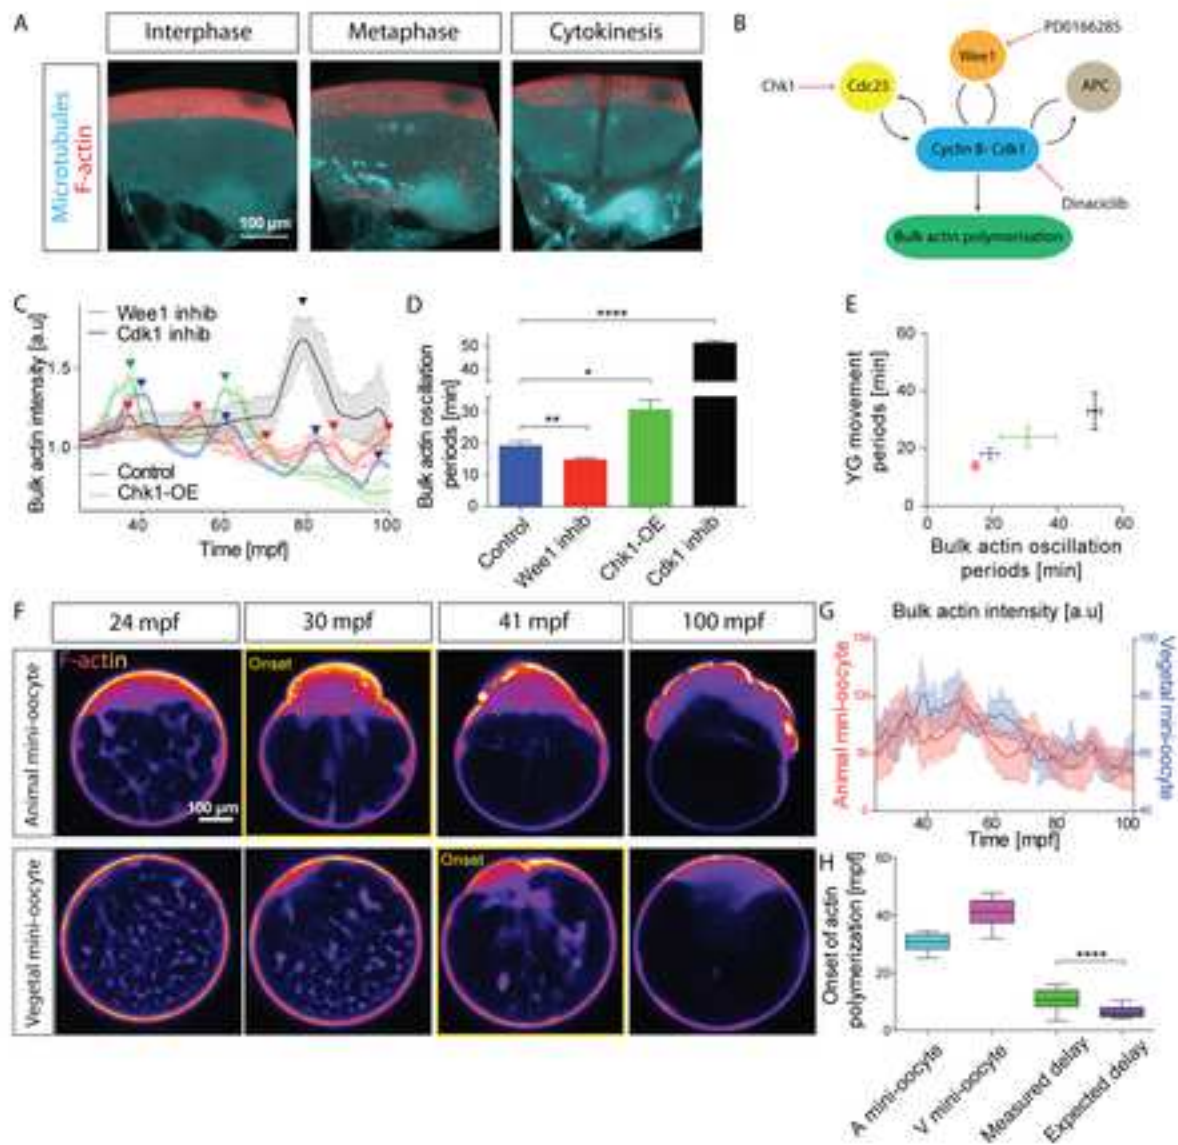 A
Interphase
Metaphase
Cytokinesis
Microtubules
F-actin
100 µm
B
PD0166285
Wee1
Chk1
Cdc25
APC
Cyclin B- Cdk1
Dinaciclib
Bulk actin polymerisation
C
Bulk actin intensity [a.u]
Wee1 inhib
Cdk1 inhib
1.5
1.0
Control
Chk1-OE
40
60
80
100
Time [mpf]
D
Bulk actin oscillation
periods [min]
****
*
**
50
40
30
20
10
0
Control
Wee1 inhib
Chk1-OE
Cdk1 inhib
E
YG movement
periods [min]
60
40
20
0
0
20
40
60
Bulk actin oscillation
periods [min]
F
24 mpf
30 mpf
41 mpf
100 mpf
Animal mini-oocyte
F-actin
Onset
100 µm
Vegetal mini-oocyte
Onset
G
Bulk actin intensity [a.u]
Animal mini-oocyte
Vegetal mini-oocyte
40
60
80
100
Time [mpf]
H
Onset of actin
polymerization [mpf]
60
40
20
0
****
A mini-oocyte
V mini-oocyte
Measured delay
Expected delay